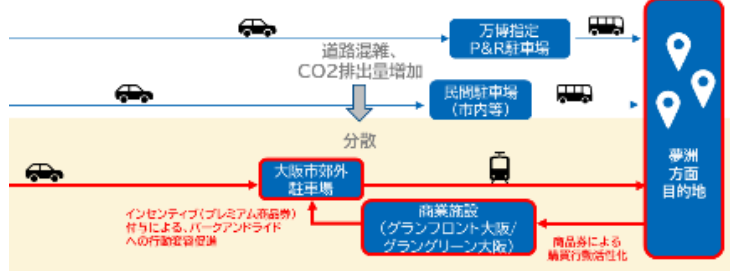 万博指定
P&R駐車場
道路混雑、
CO2排出量増加
民間駐車場
(市内等)
分散
夢洲
方面
目的地
大阪市郊外
駐車場
インセンティブ(プレミアム商品券)
付与による、パークアンドライド
への行動変容促進
商業施設
(グランフロント大阪/
グラングリーン大阪)
商品券による
購買行動活性化